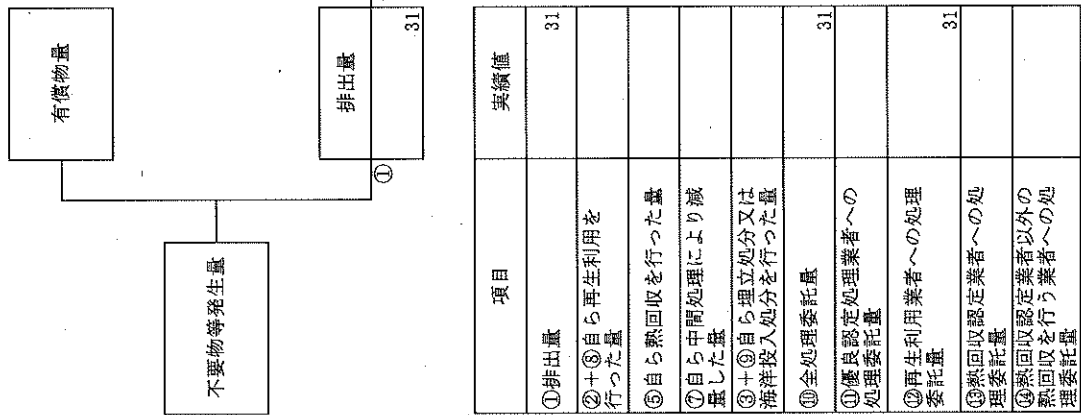 有償物量
不要物等発生量
①
排出量
31
項目
実績値
①排出量
31
②+⑧自ら再生利用を
行った量
⑤自ら熱回収を行った量
⑦自ら中間処理により減
量した量
③+⑨自ら埋立処分又は
海洋投入処分を行った量
⑩全処理委託量
31
⑪優良認定処理業者への
処理委託量
⑫再生利用業者への処理
委託量
31
⑬熱回収認定業者への処
理委託量
⑭熱回収認定業者以外の
熱回収を行う業者への処
理委託量